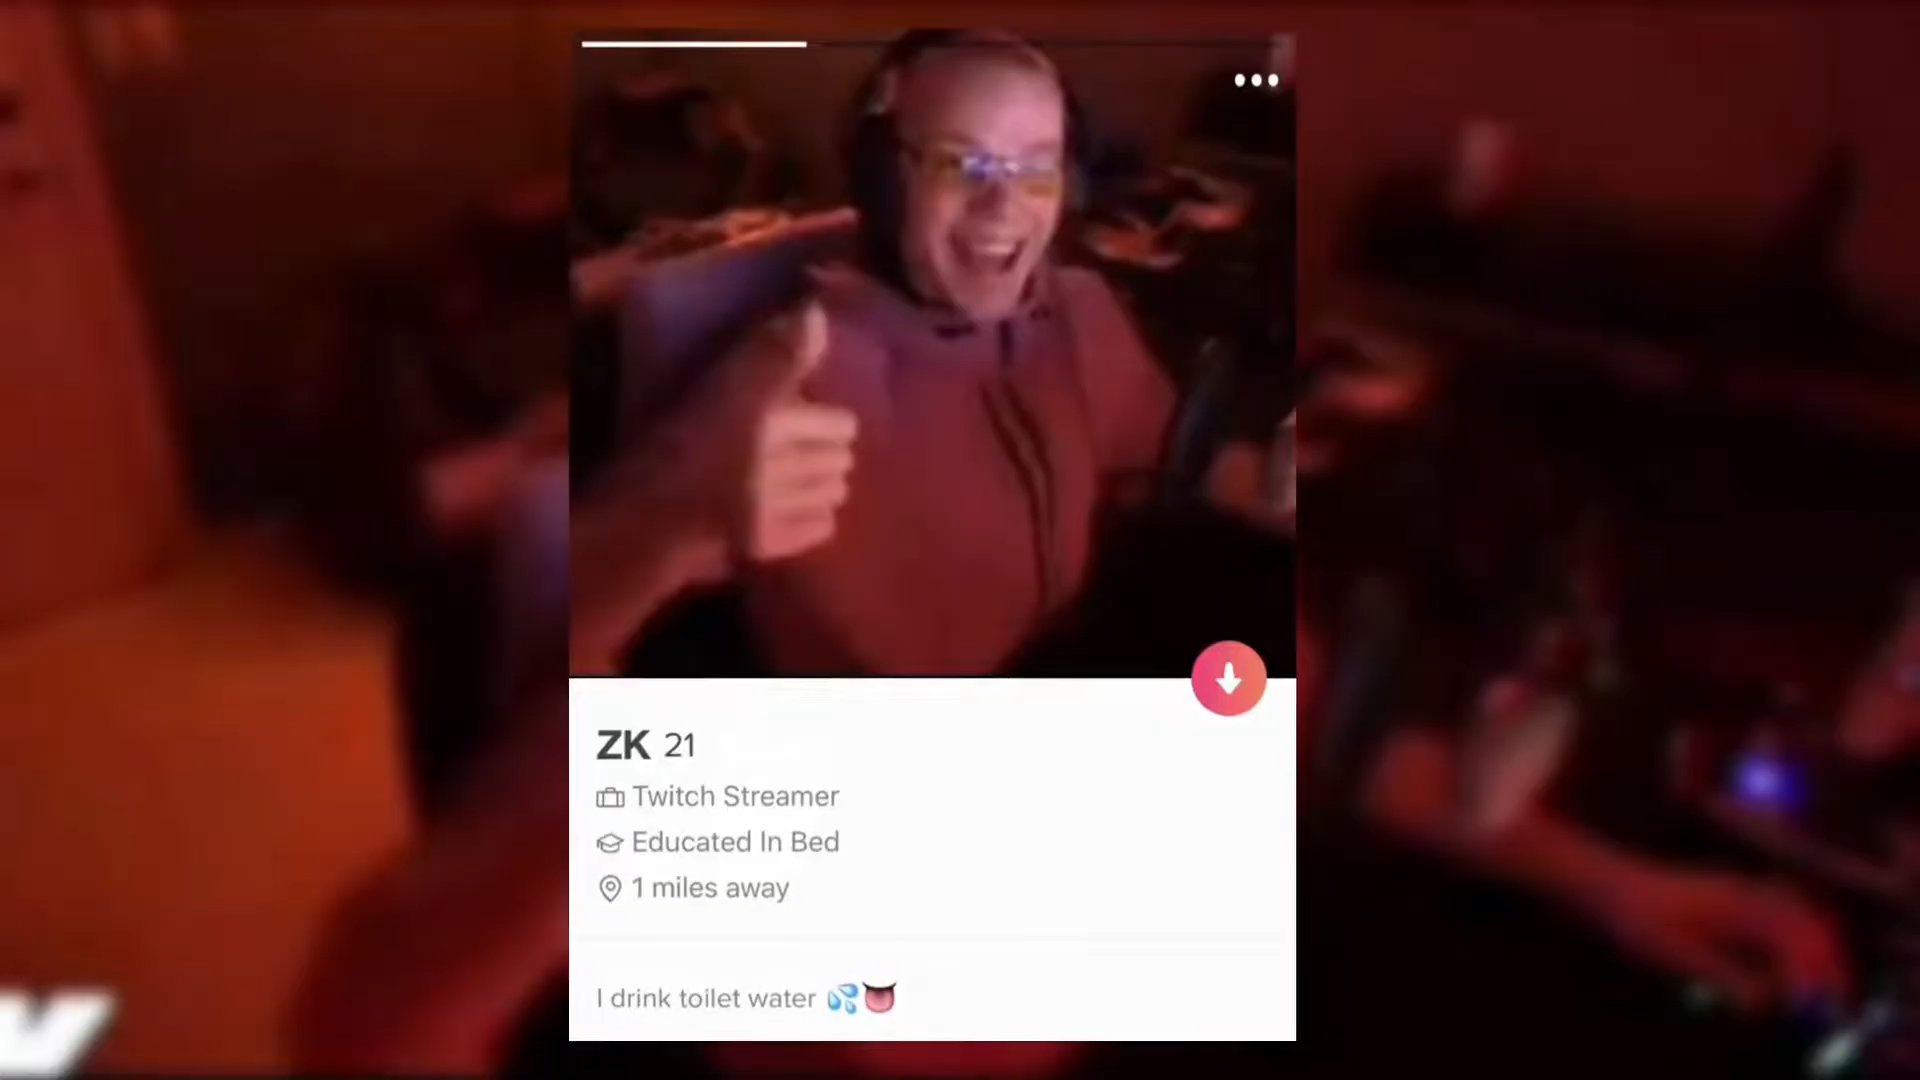 ZK 21
Twitch Streamer
Educated In Bed
1 miles away
I drink toilet water 💦👅